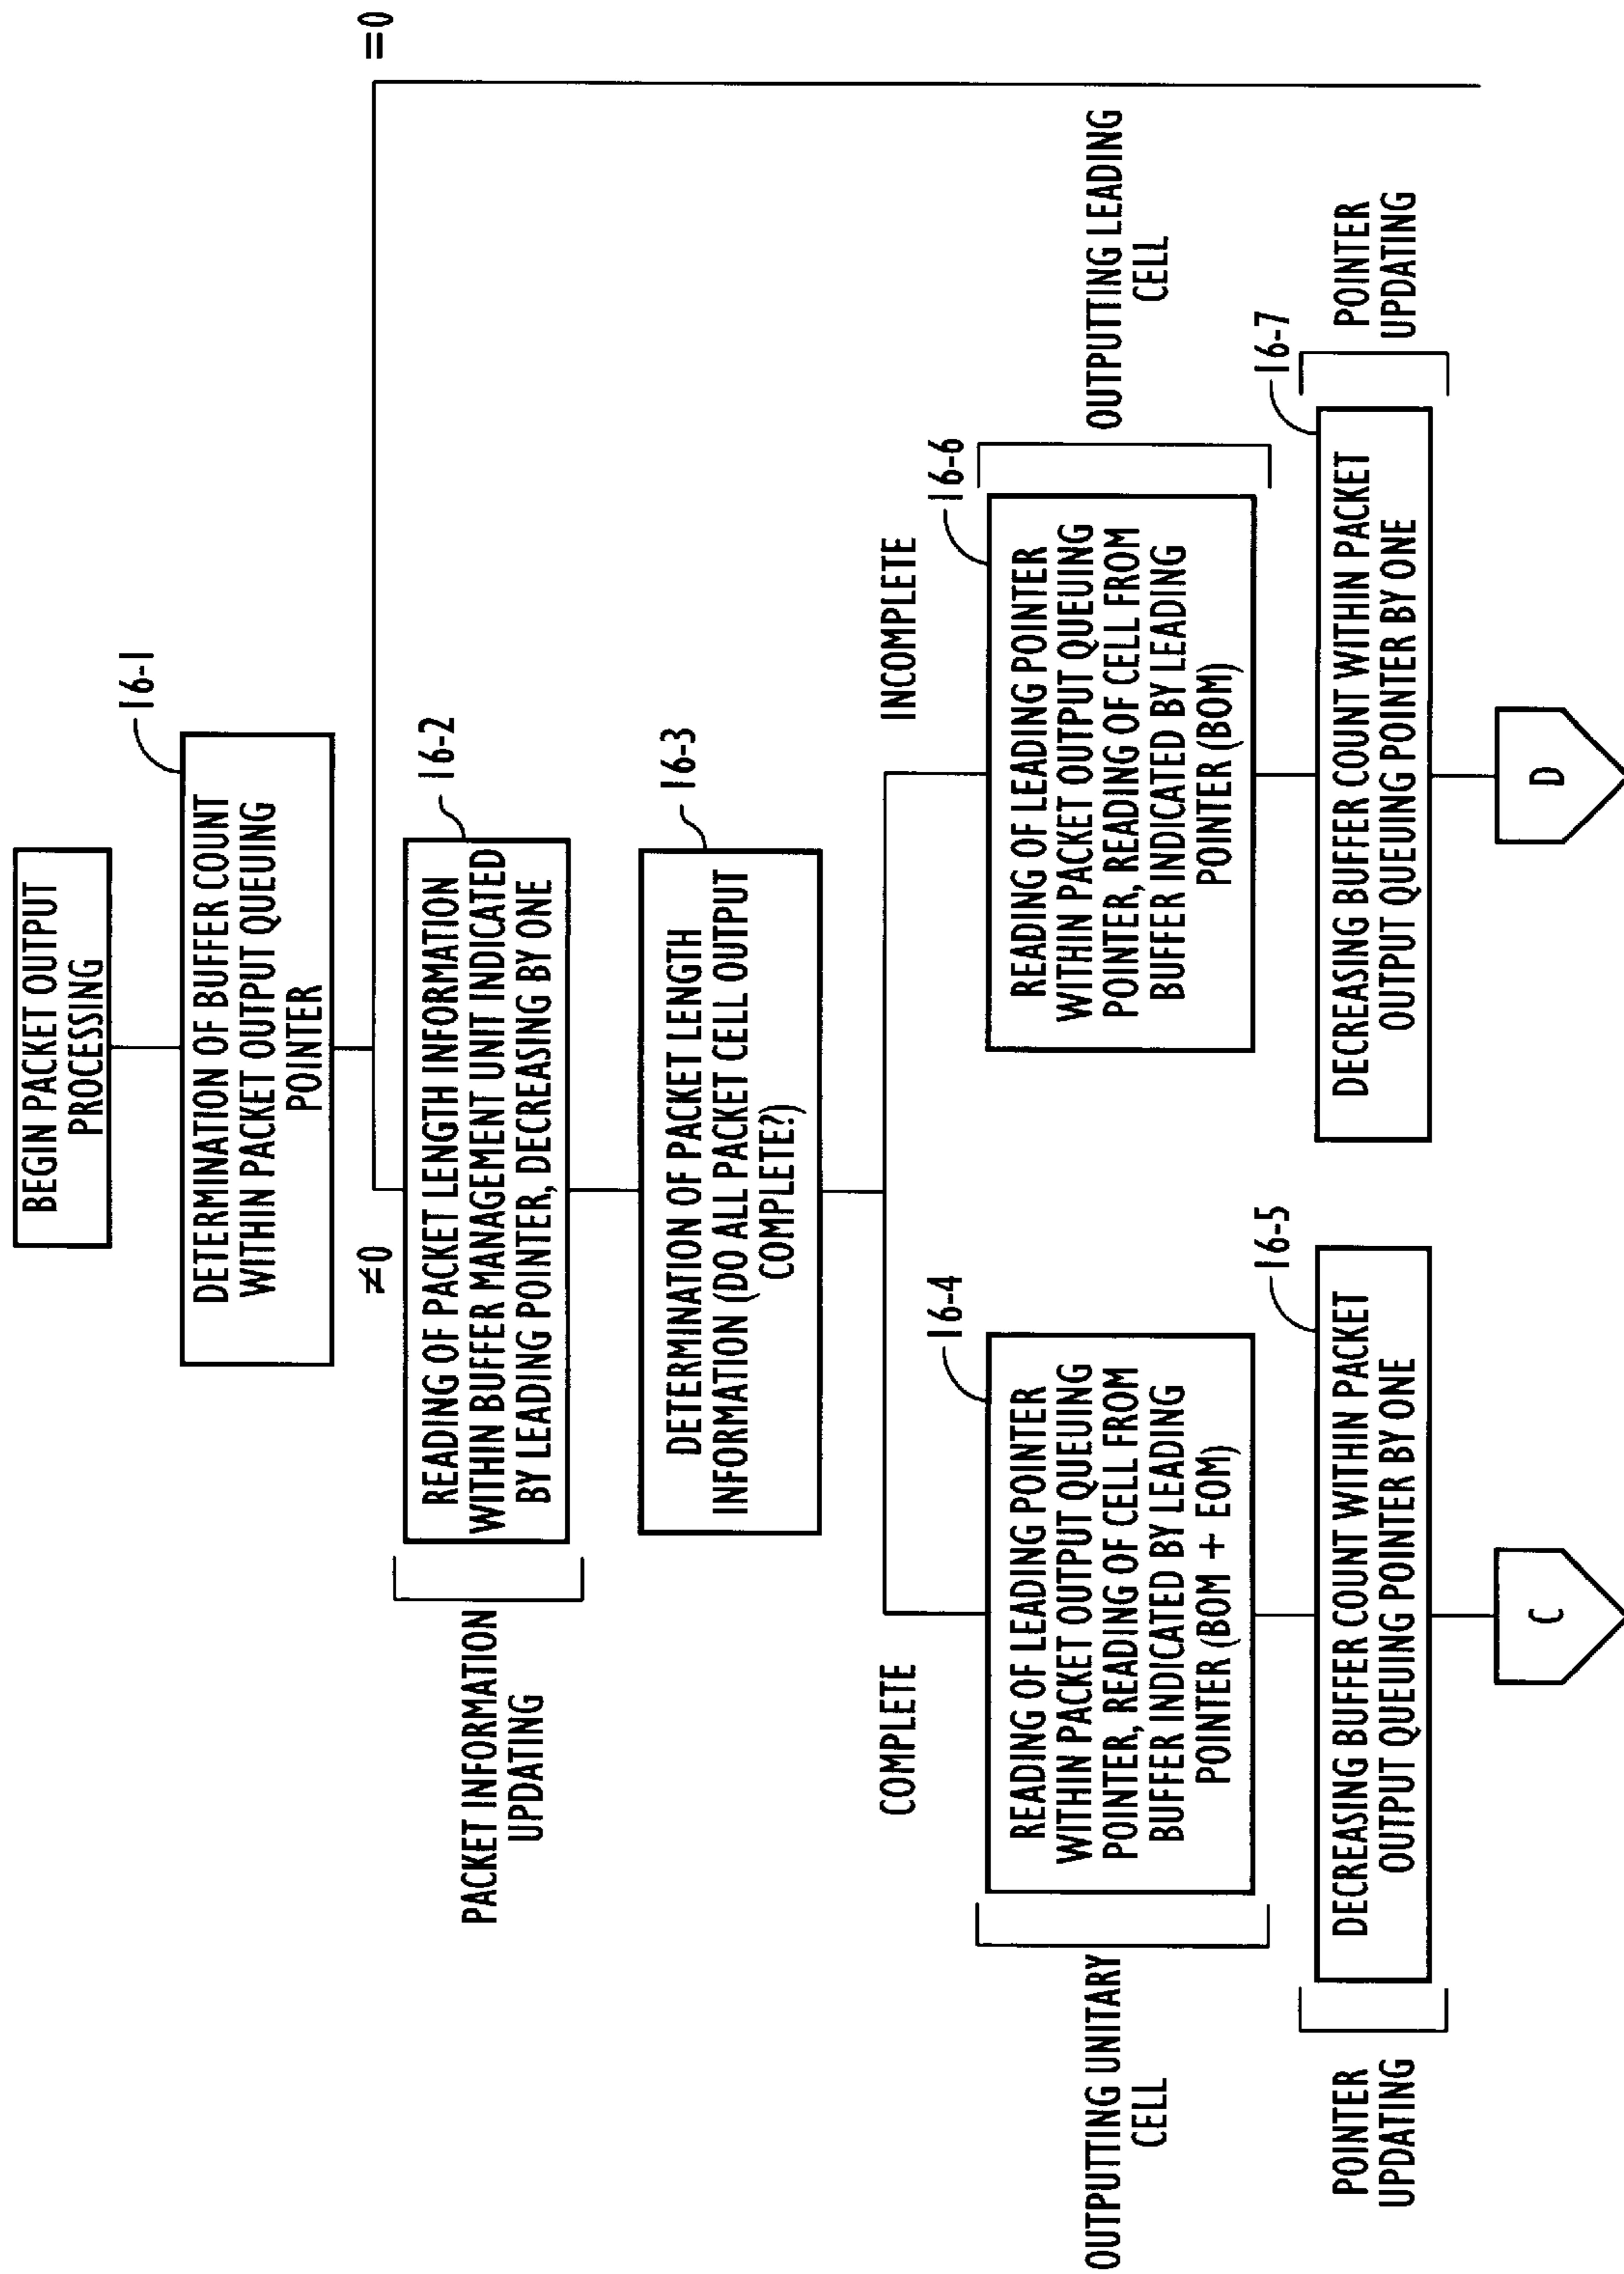 BEGIN PACKET OUTPUT
PROCESSING
16-1
DETERMINATION OF BUFFER COUNT
WITHIN PACKET OUTPUT QUEUING
POINTER
≠0
=0
16-2
PACKET INFORMATION
UPDATING
READING OF PACKET LENGTH INFORMATION
WITHIN BUFFER MANAGEMENT UNIT INDICATED
BY LEADING POINTER, DECREASING BY ONE
16-3
DETERMINATION OF PACKET LENGTH
INFORMATION (DO ALL PACKET CELL OUTPUT
COMPLETE?)
COMPLETE
INCOMPLETE
16-4
OUTPUTTING UNITARY
CELL
READING OF LEADING POINTER
WITHIN PACKET OUTPUT QUEUING
POINTER, READING OF CELL FROM
BUFFER INDICATED BY LEADING
POINTER (BOM + EOM)
16-6
READING OF LEADING POINTER
WITHIN PACKET OUTPUT QUEUING
POINTER, READING OF CELL FROM
BUFFER INDICATED BY LEADING
POINTER (BOM)
OUTPUTTING LEADING
CELL
16-5
POINTER
UPDATING
DECREASING BUFFER COUNT WITHIN PACKET
OUTPUT QUEUING POINTER BY ONE
16-7
DECREASING BUFFER COUNT WITHIN PACKET
OUTPUT QUEUING POINTER BY ONE
POINTER
UPDATING
C
D